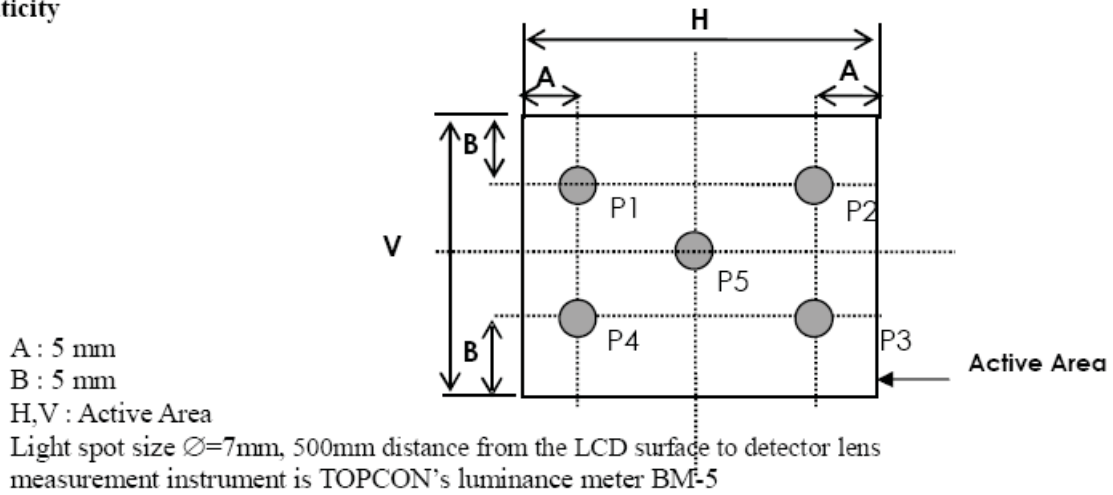 ticity
H
A A
B
P1 P2
V
P5
B P4 P3
Active Area
A : 5 mm
B : 5 mm
H,V : Active Area
Light spot size ∅=7mm, 500mm distance from the LCD surface to detector lens
measurement instrument is TOPCON’s luminance meter BM-5